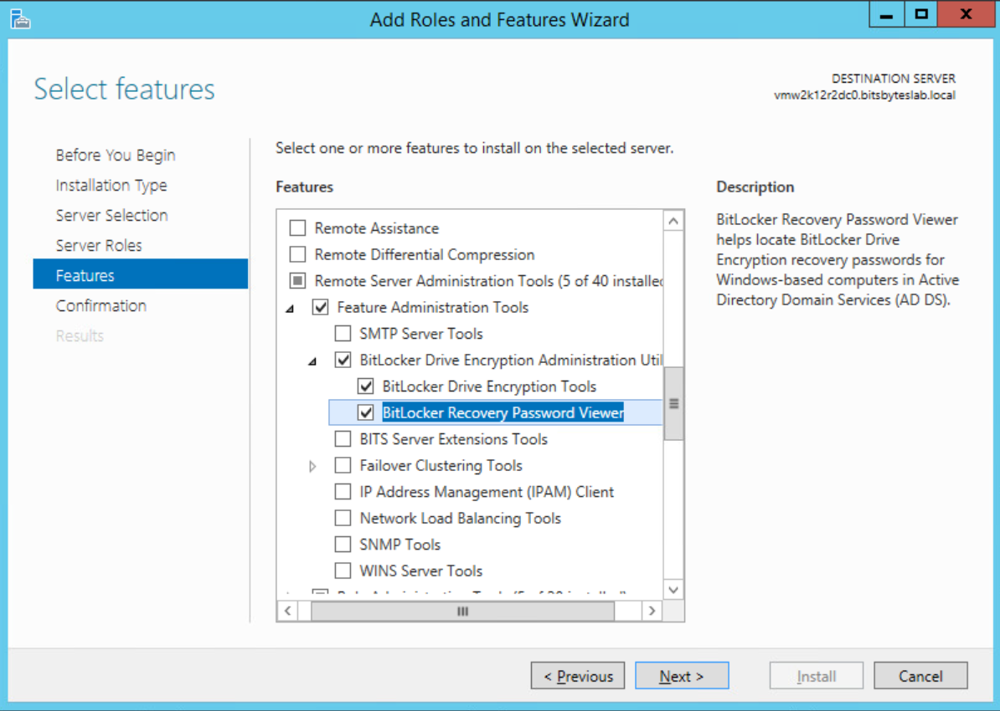 Add Roles and Features Wizard
Select features
DESTINATION SERVER
vmw2k12r2dc0.bitsbyteslab.local
Before You Begin
Installation Type
Server Selection
Server Roles
Features
Confirmation
Results
Select one or more features to install on the selected server.
Features
Remote Assistance
Remote Differential Compression
Remote Server Administration Tools (5 of 40 installed
Feature Administration Tools
SMTP Server Tools
BitLocker Drive Encryption Administration Util
BitLocker Drive Encryption Tools
BitLocker Recovery Password Viewer
BITS Server Extensions Tools
Failover Clustering Tools
IP Address Management (IPAM) Client
Network Load Balancing Tools
SNMP Tools
WINS Server Tools
Description
BitLocker Recovery Password Viewer
helps locate BitLocker Drive
Encryption recovery passwords for
Windows-based computers in Active
Directory Domain Services (AD DS).
< Previous
Next >
Install
Cancel